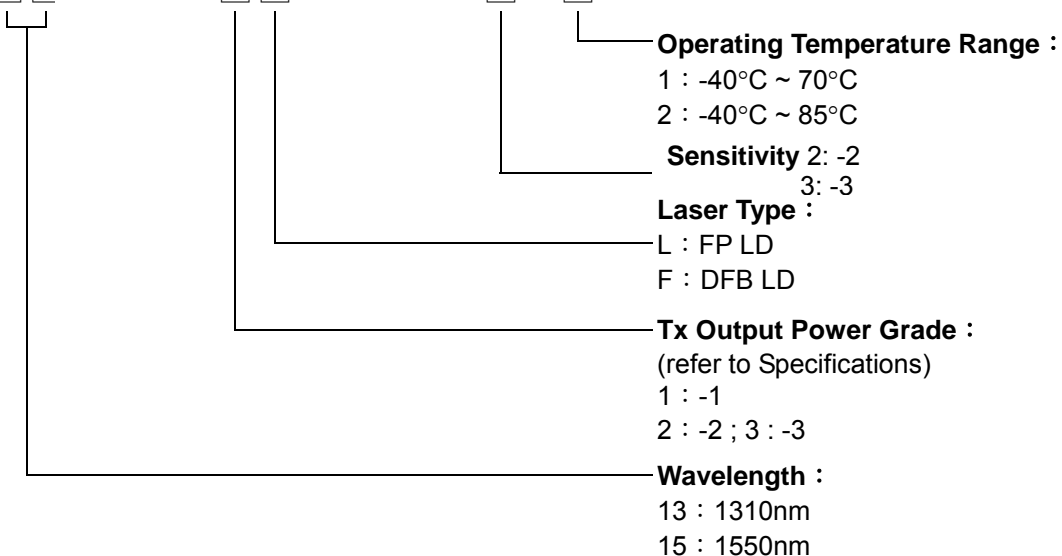 Operating Temperature Range：
1：-40°C ~ 70°C
2：-40°C ~ 85°C
Sensitivity 2: -2
3: -3
Laser Type：
L：FP LD
F：DFB LD
Tx Output Power Grade：
(refer to Specifications)
1：-1
2：-2 ; 3 : -3
Wavelength：
13：1310nm
15：1550nm